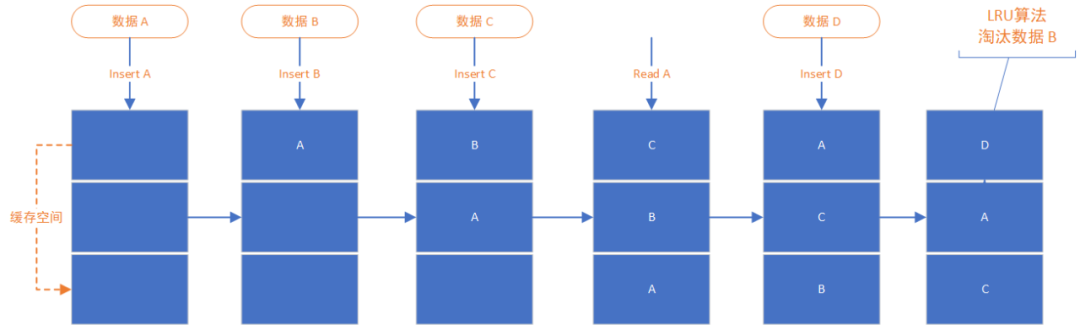 数据 A
数据 B
数据 C
数据 D
LRU算法
淘汰数据 B
Insert A
Insert B
Insert C
Read A
Insert D
A
B
C
A
D
缓存空间
A
B
C
A
A
B
C